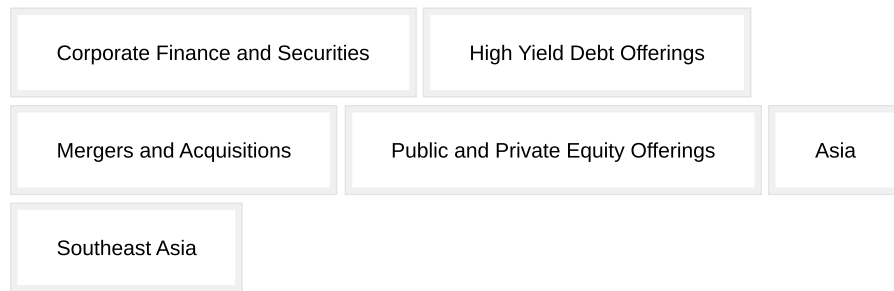 Corporate Finance and Securities
High Yield Debt Offerings
Mergers and Acquisitions
Public and Private Equity Offerings
Asia
Southeast Asia